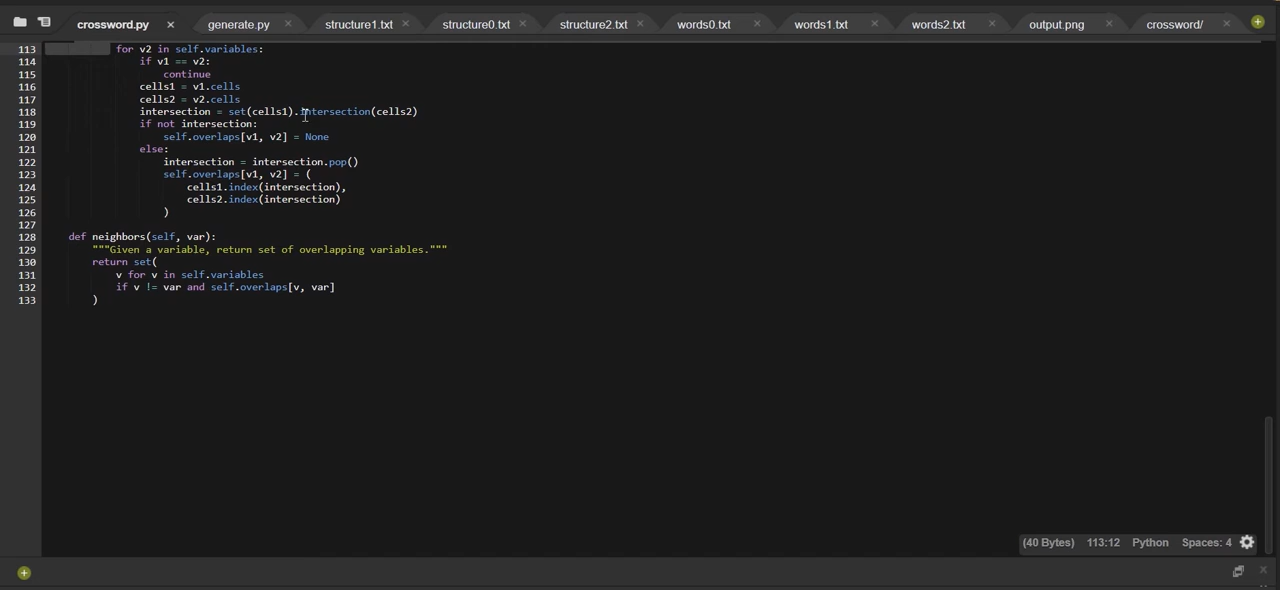 crossword.py × generate.py × structure1.txt × structure0.txt × structure2.txt × words0.txt × words1.txt × words2.txt × output.png × crossword/ ×
113 for v2 in self.variables:
114 if v1 == v2:
115 continue
116 cells1 = v1.cells
117 cells2 = v2.cells
118 intersection = set(cells1).intersection(cells2)
119 if not intersection:
120 self.overlaps[v1, v2] = None
121 else:
122 intersection = intersection.pop()
123 self.overlaps[v1, v2] = (
124 cells1.index(intersection),
125 cells2.index(intersection)
126 )
127
128 def neighbors(self, var):
129 """Given a variable, return set of overlapping variables."""
130 return set(
131 v for v in self.variables
132 if v != var and self.overlaps[v, var]
133 )
(40 Bytes) 113:12 Python Spaces: 4